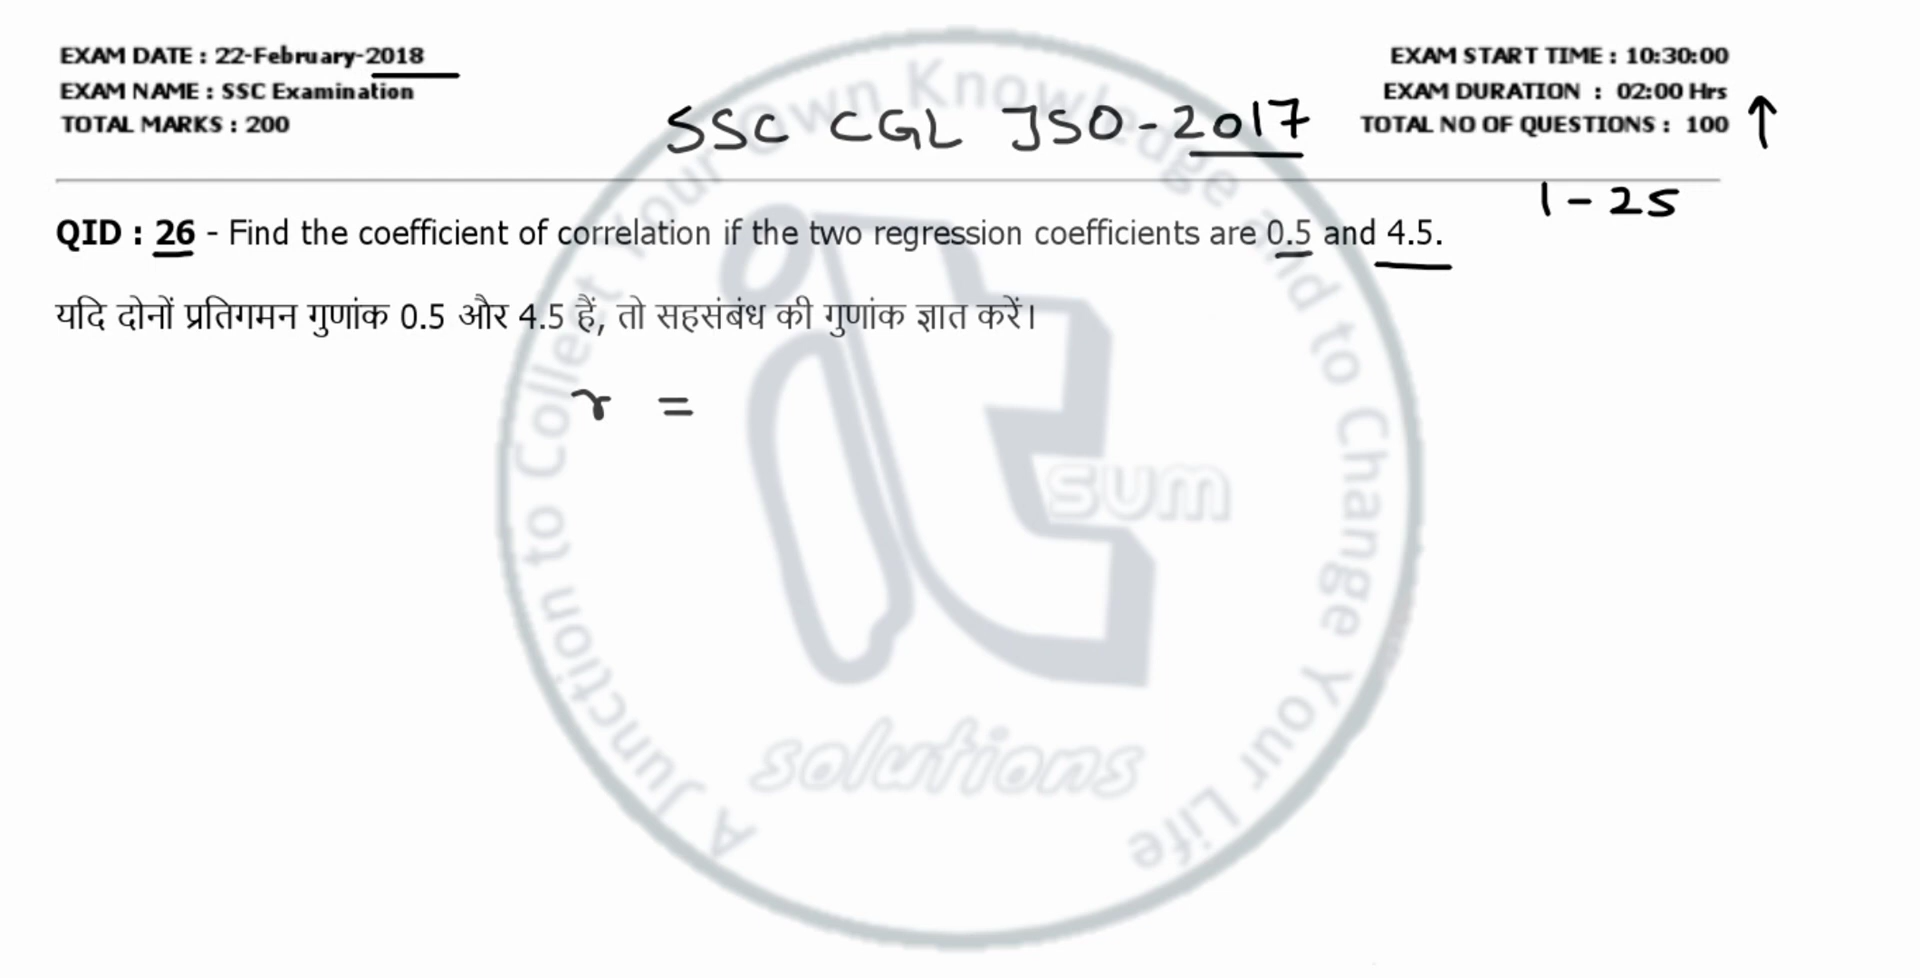 EXAM DATE : 22-February-2018
EXAM NAME : SSC Examination
TOTAL MARKS : 200
SSC CGL JSO-2017
EXAM START TIME : 10:30:00
EXAM DURATION : 02:00 Hrs
TOTAL NO OF QUESTIONS : 100 ↑
1-25
QID : 26 - Find the coefficient of correlation if the two regression coefficients are 0.5 and 4.5.
यदि दोनों प्रतिगमन गुणांक 0.5 और 4.5 हैं, तो सहसंबंध की गुणांक ज्ञात करें।
r =
A Junction to Collect Your Own Knowledge and to Change Your Life
sum
solutions